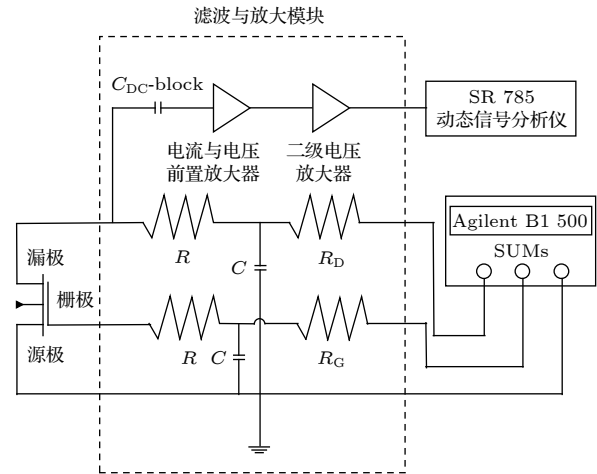 滤波与放大模块
C_DC-block
SR 785
动态信号分析仪
电流与电压
前置放大器
二级电压
放大器
Agilent B1 500
SUMs
漏极
R
C
R_D
栅极
源极
R
C
R_G